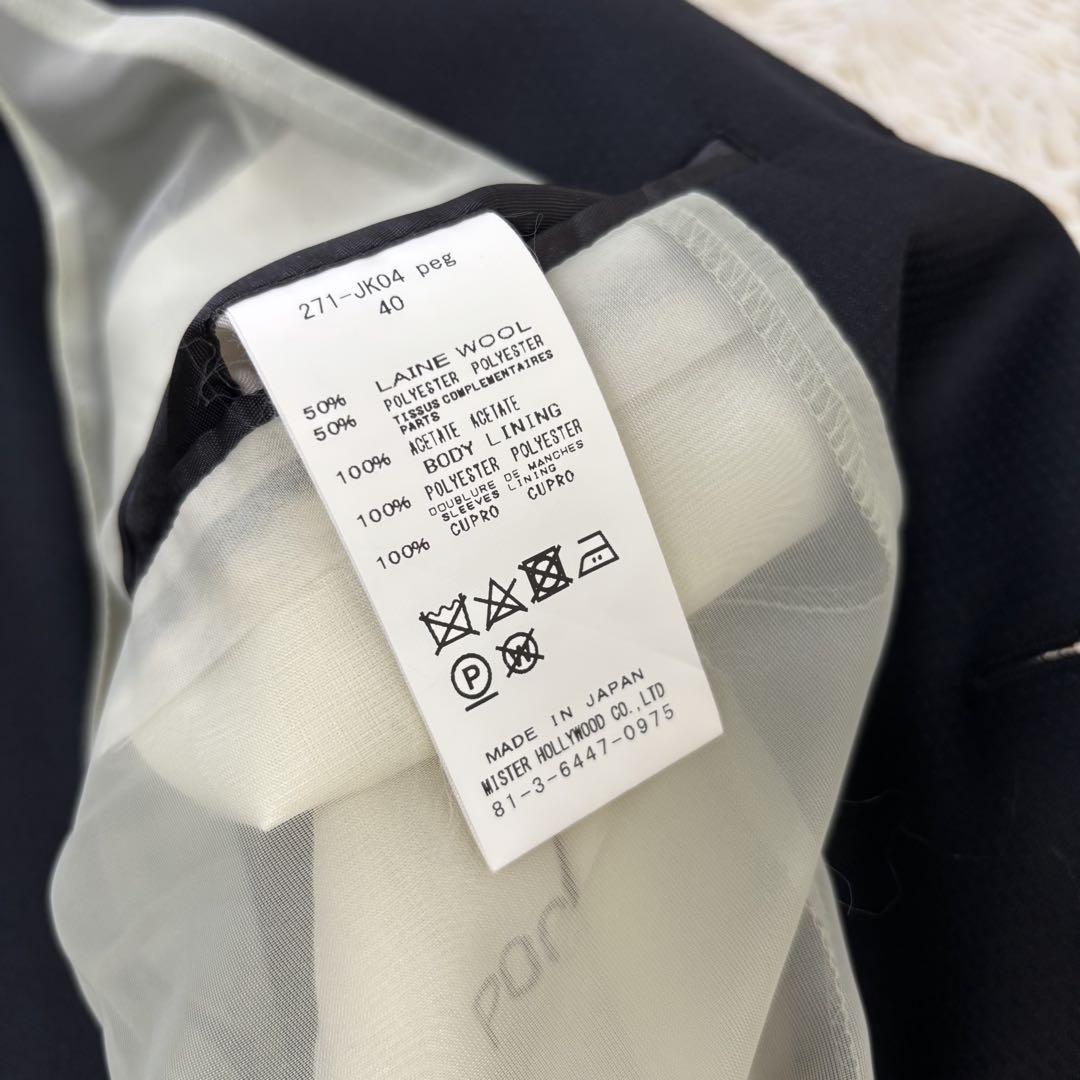 271-JK04 peg
40
LAINE WOOL
50% POLYESTER POLYESTER
50% TISSUS COMPLEMENTAIRES
PARTS
100% ACETATE ACETATE
BODY LINING
100% POLYESTER POLYESTER
DOUBLURE DE MANCHES
SLEEVES LINING
100% CUPRO CUPRO
P
W
MADE IN JAPAN
MISTER HOLLYWOOD CO.,LTD
81-3-6447-0975